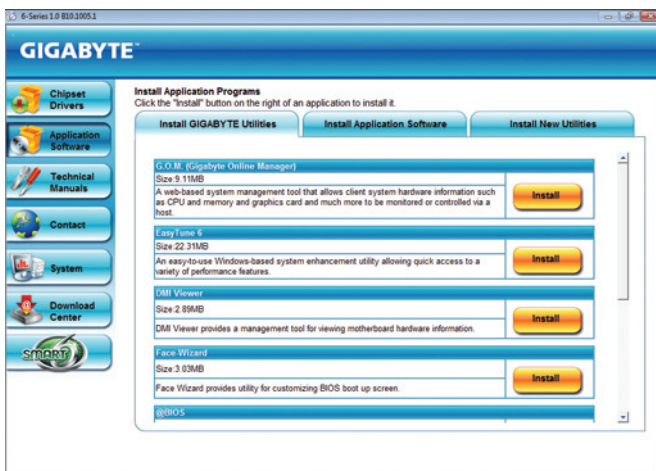 6-Series 1.0 B10.1005.1
GIGABYTE™
Chipset
Drivers
Application
Software
Technical
Manuals
Contact
System
Download
Center
SMART
Install Application Programs
Click the "Install" button on the right of an application to install it.
Install GIGABYTE Utilities
Install Application Software
Install New Utilities
G.O.M. (Gigabyte Online Manager)
Size:9.11MB
A web-based system management tool that allows client system hardware information such
as CPU and memory and graphics card and much more to be monitored or controlled via a
host.
Install
EasyTune 6
Size:22.31MB
An easy-to-use Windows-based system enhancement utility allowing quick access to a
variety of performance features.
Install
DMI Viewer
Size:2.89MB
DMI Viewer provides a management tool for viewing motherboard hardware information.
Install
Face-Wizard
Size:3.03MB
Face Wizard provides utility for customizing BIOS boot up screen.
Install
@BIOS